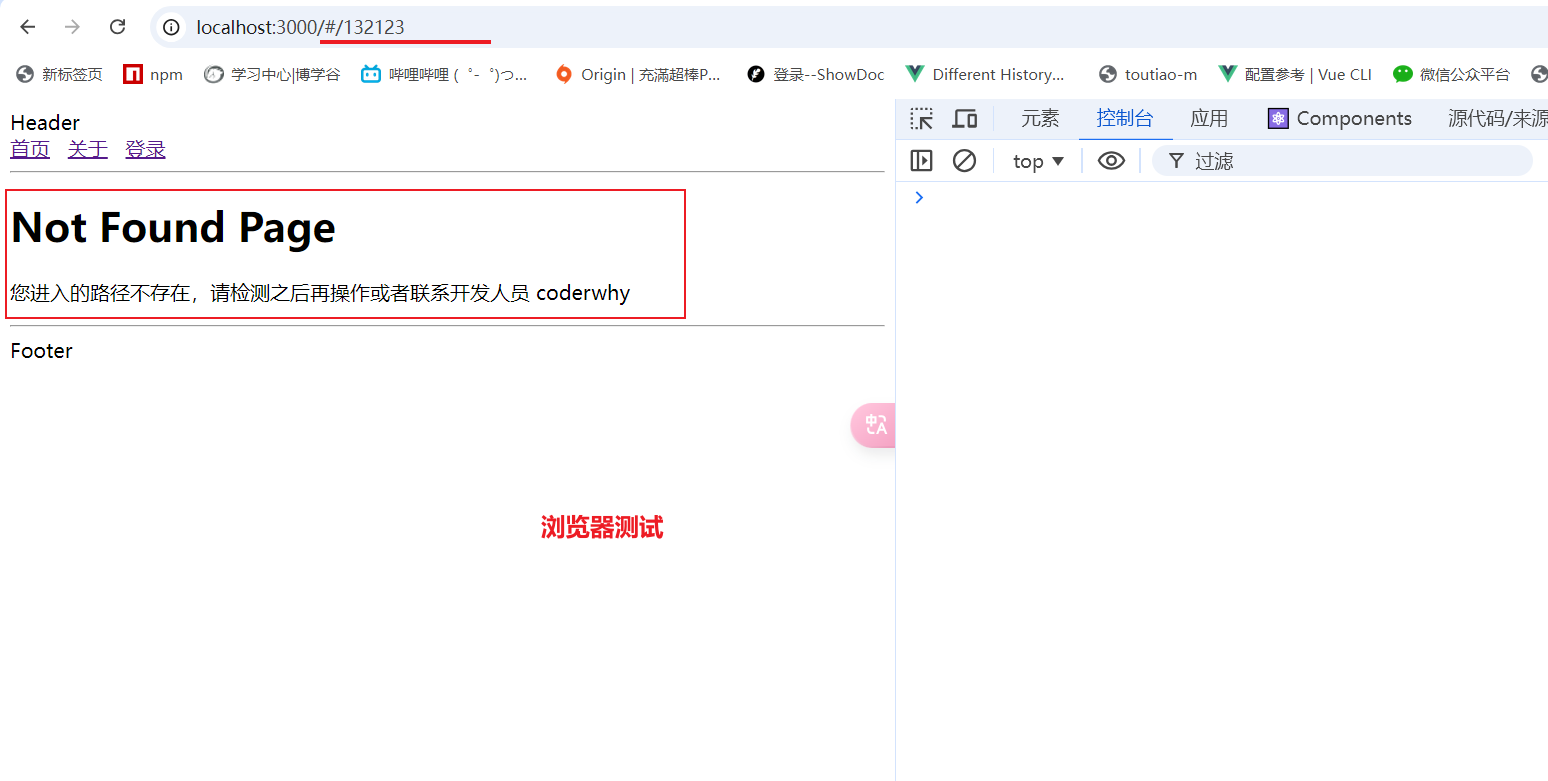 localhost:3000/#/132123
新标签页 npm 学习中心|博学谷 哔哩哔哩 ( ゜- ゜)つ... Origin | 充滿超棒P... 登录--ShowDoc Different History... toutiao-m 配置参考 | Vue CLI 微信公众平台
Header
首页 关于 登录
Not Found Page
您进入的路径不存在，请检测之后再操作或者联系开发人员 coderwhy
Footer
中A
浏览器测试
元素 控制台 应用 Components 源代码/来源
top 过滤